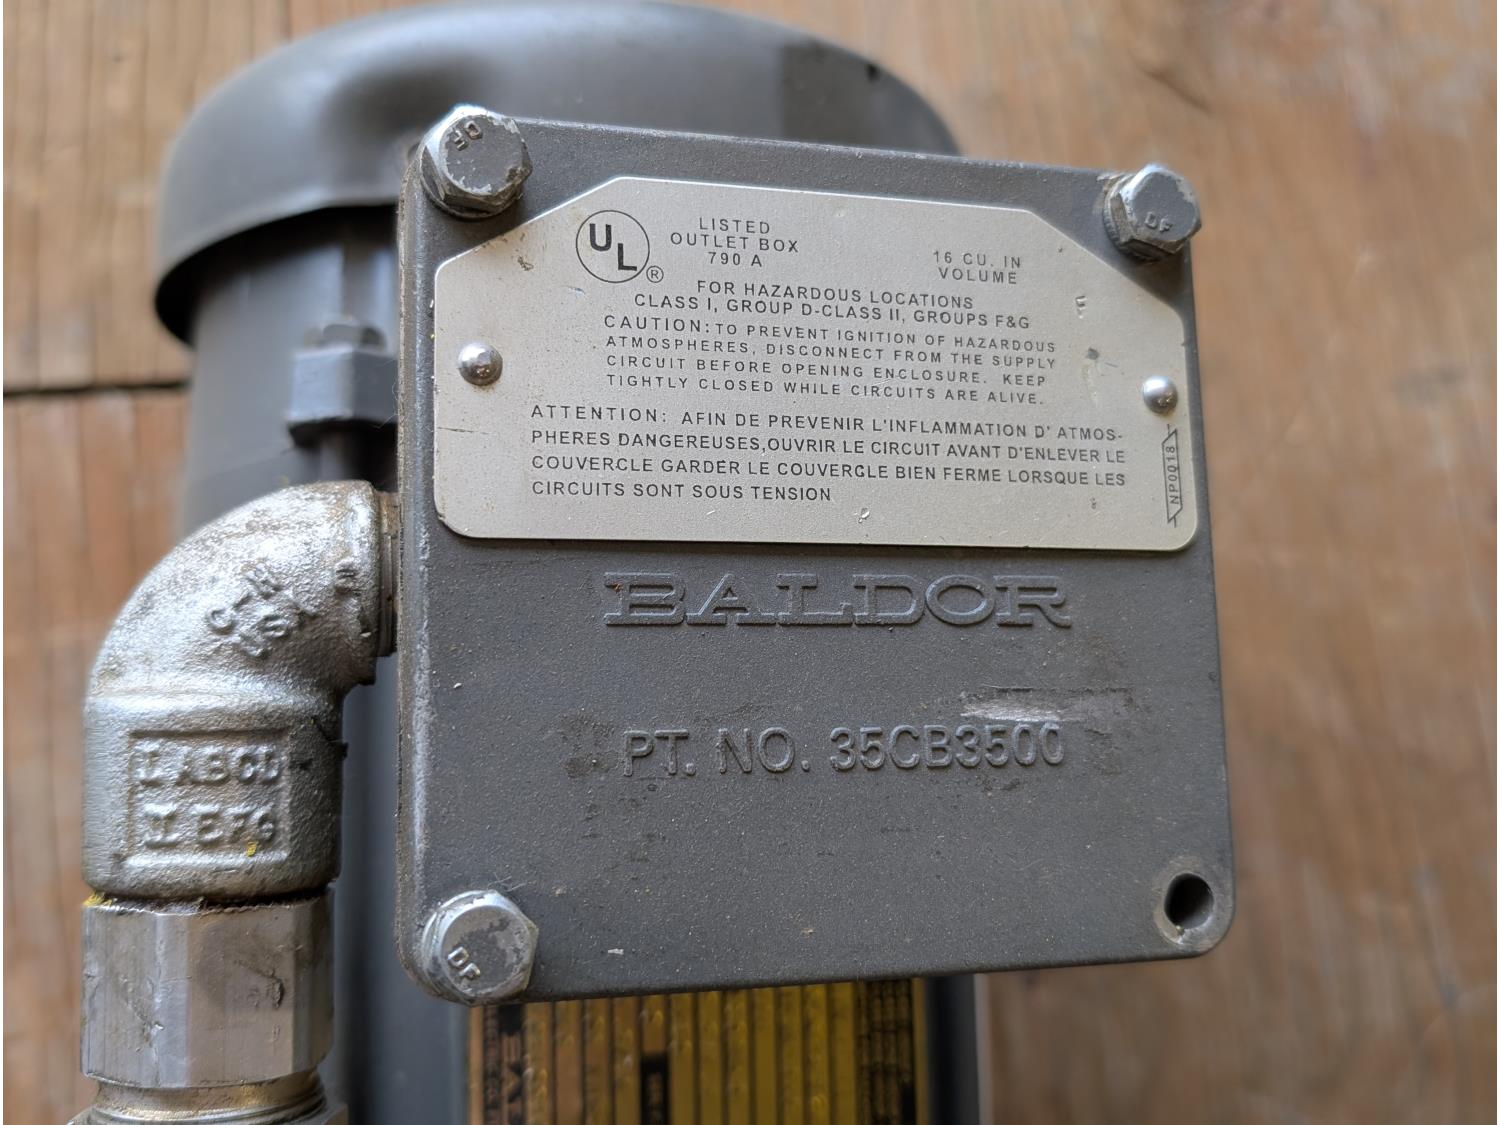 DF
DF
UL
®
LISTED
OUTLET BOX
790 A
16 CU. IN
VOLUME
FOR HAZARDOUS LOCATIONS
CLASS I, GROUP D-CLASS II, GROUPS F&G
CAUTION: TO PREVENT IGNITION OF HAZARDOUS
ATMOSPHERES, DISCONNECT FROM THE SUPPLY
CIRCUIT BEFORE OPENING ENCLOSURE. KEEP
TIGHTLY CLOSED WHILE CIRCUITS ARE ALIVE.
ATTENTION: AFIN DE PREVENIR L'INFLAMMATION D' ATMOS-
PHERES DANGEREUSES,OUVRIR LE CIRCUIT AVANT D'ENLEVER LE
COUVERCLE GARDER LE COUVERCLE BIEN FERME LORSQUE LES
CIRCUITS SONT SOUS TENSION
NP0018
BALDOR
PT. NO. 35CB3500
C-H
USA
I ABCD
II EFG
DF